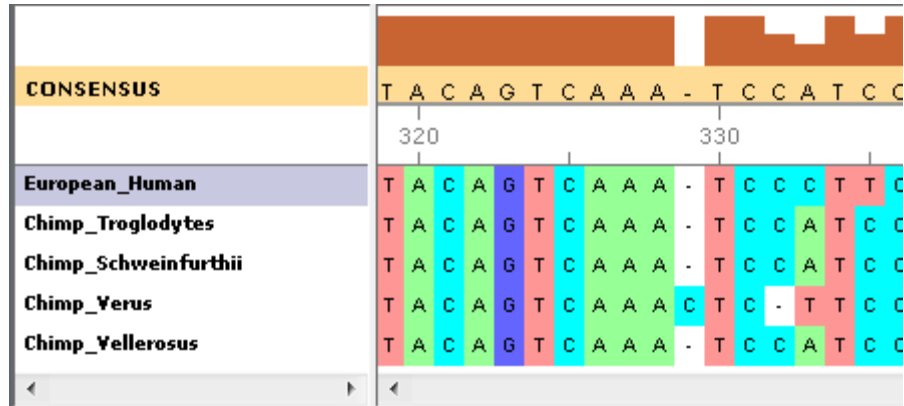 CONSENSUS T A C A G T C A A A - T C C A T C C
320 330
European_Human T A C A G T C A A A - T C C C T T C
Chimp_Troglodytes T A C A G T C A A A - T C C A T C C
Chimp_Schweinfurthii T A C A G T C A A A - T C C A T C C
Chimp_Verus T A C A G T C A A A C T C - T T C C
Chimp_Vellerosus T A C A G T C A A A - T C C A T C C